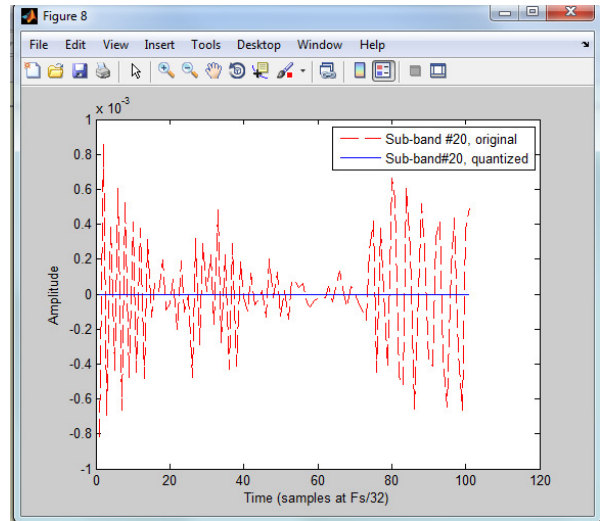 Figure 8
File Edit View Insert Tools Desktop Window Help
x 10-3
1
0.8
0.6
0.4
0.2
0
-0.2
-0.4
-0.6
-0.8
-1
Amplitude
Sub-band #20, original
Sub-band#20, quantized
0 20 40 60 80 100 120
Time (samples at Fs/32)